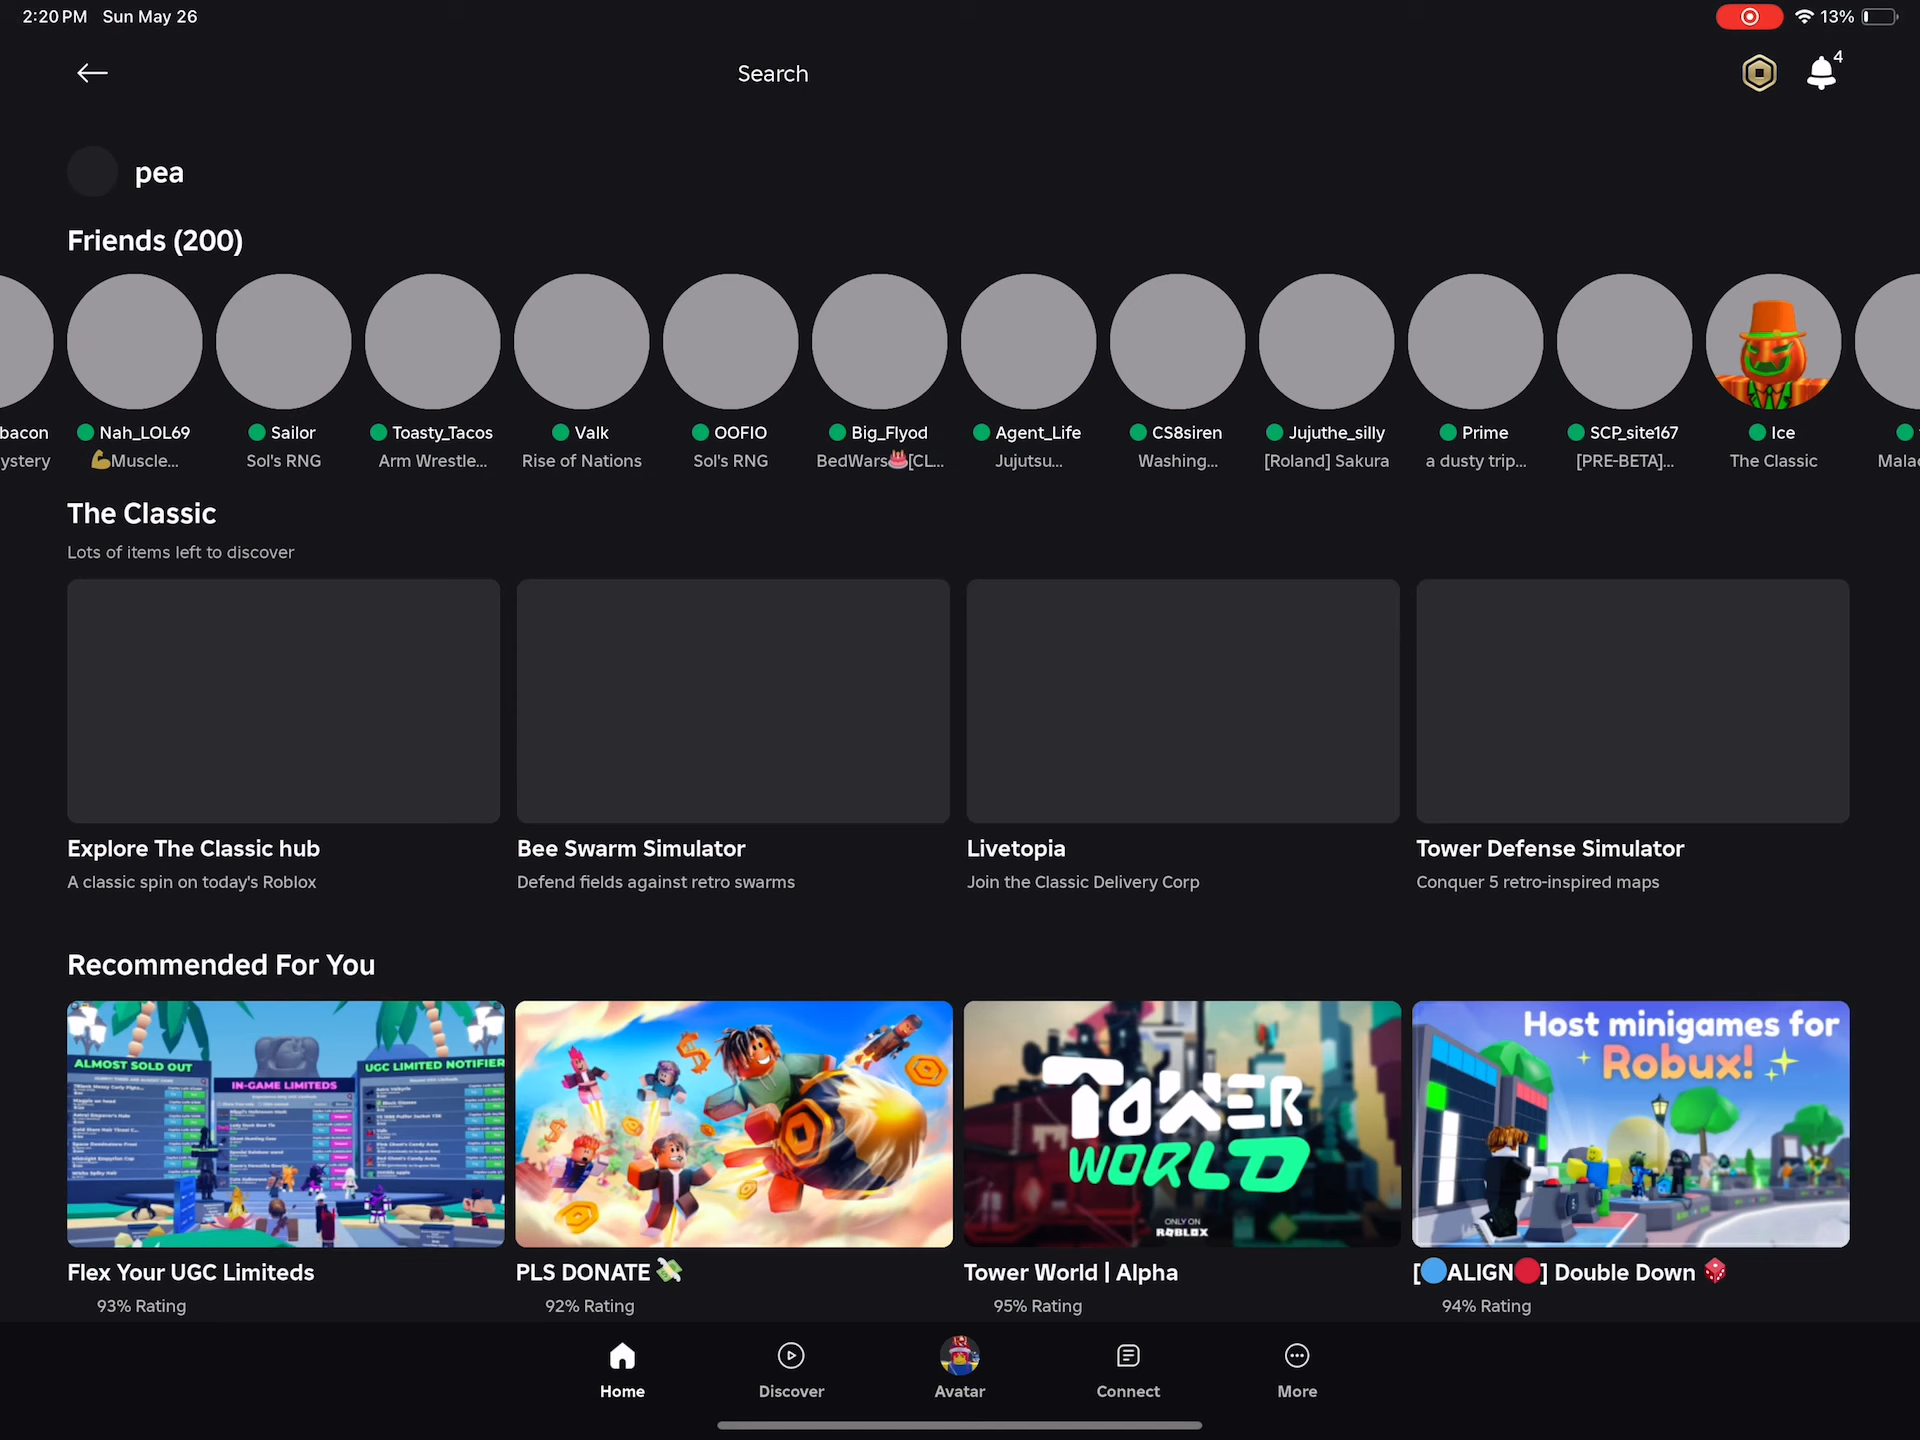 2:20 PM Sun May 26
13%
Search
4
pea
Friends (200)
bacon
Nah_LOL69
Sailor
Toasty_Tacos
Valk
OOFIO
Big_Flyod
Agent_Life
CS8siren
Jujuthe_silly
Prime
SCP_site167
Ice
ystery
💪Muscle...
Sol's RNG
Arm Wrestle...
Rise of Nations
Sol's RNG
BedWars🎂[CL...
Jujutsu...
Washing...
[Roland] Sakura
a dusty trip...
[PRE-BETA]...
The Classic
Malac
The Classic
Lots of items left to discover
Explore The Classic hub
A classic spin on today's Roblox
Bee Swarm Simulator
Defend fields against retro swarms
Livetopia
Join the Classic Delivery Corp
Tower Defense Simulator
Conquer 5 retro-inspired maps
Recommended For You
ALMOST SOLD OUT
IN-GAME LIMITEDS
UGC LIMITED NOTIFIER
TOWER
WORLD
ONLY ON
ROBLOX
Host minigames for
Robux!
Flex Your UGC Limiteds
93% Rating
PLS DONATE 💸
92% Rating
Tower World | Alpha
95% Rating
[🔵ALIGN🔴] Double Down 🎲
94% Rating
Home
Discover
Avatar
Connect
More